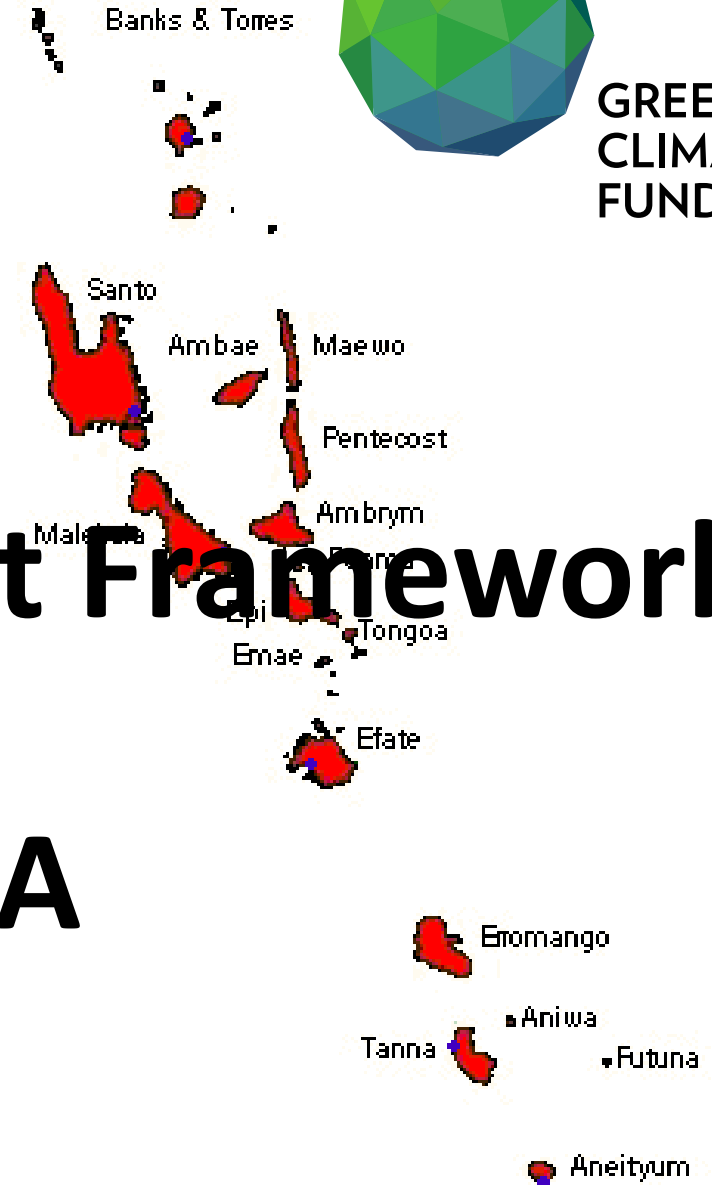 Banks & Torres
GREE
CLIMA
FUND
Santo
Ambae
Maewo
Pentecost
Ambrym
t Framework
Epi
Tongoa
Emae
Efate
A
Erromango
Aniwa
Tanna
Futuna
Aneityum